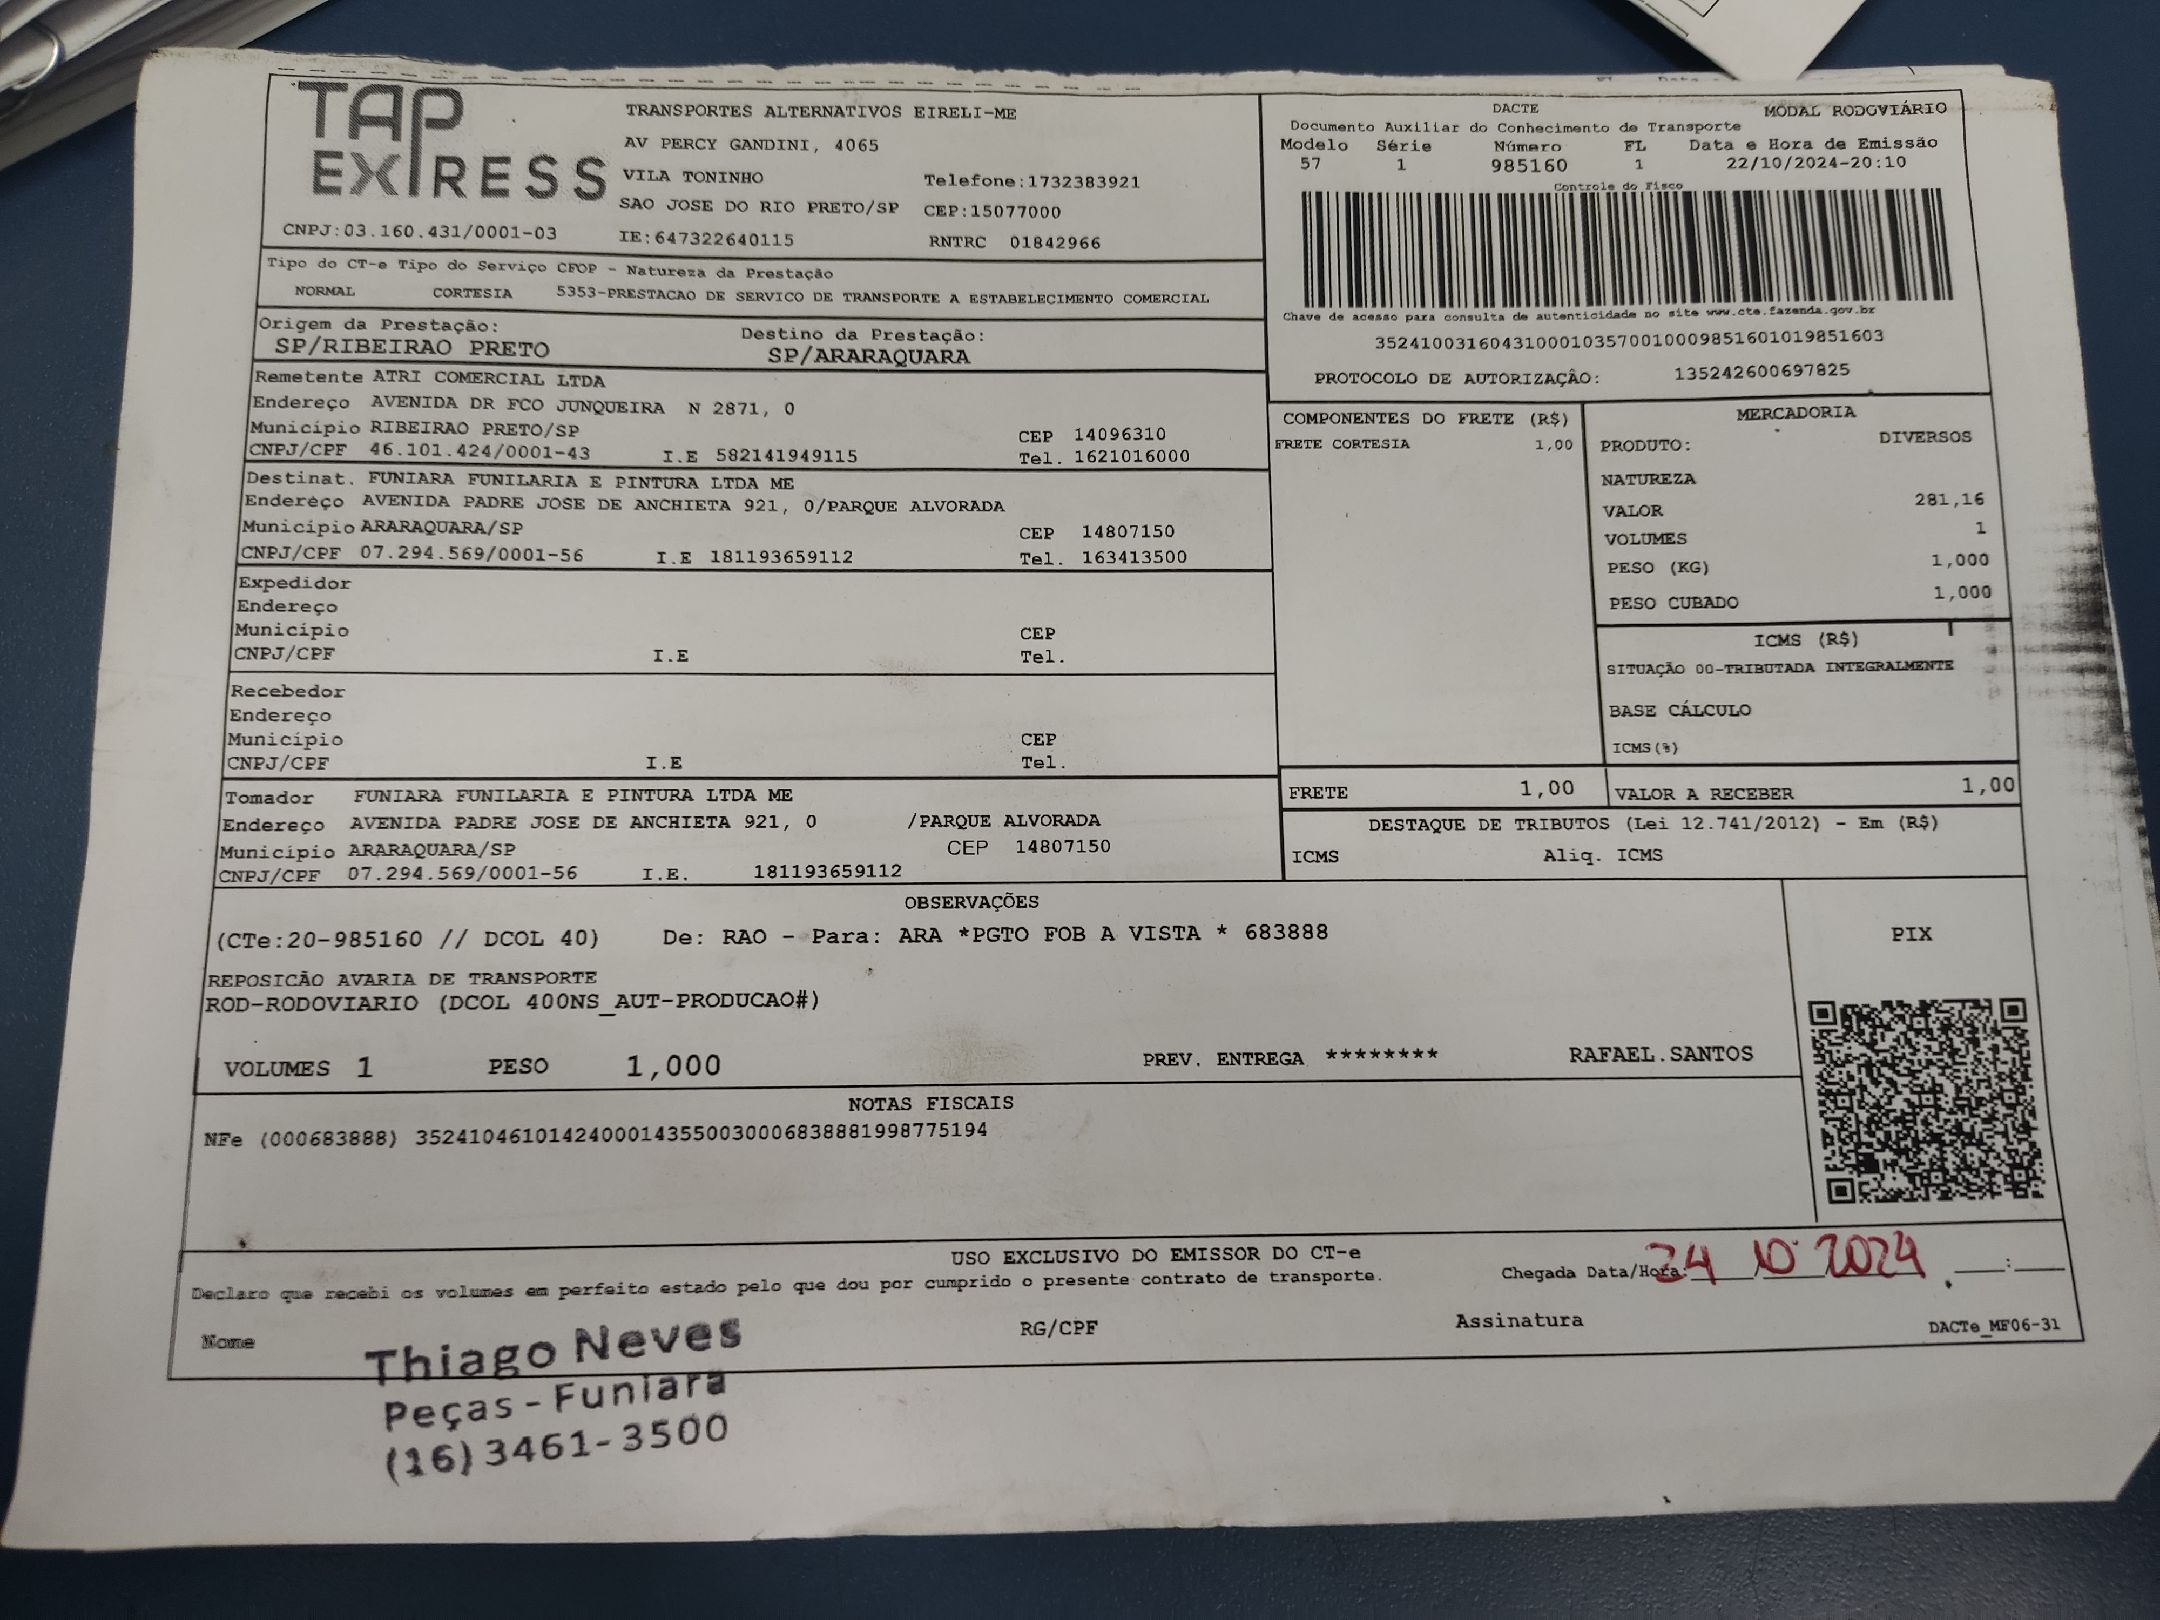 TAP EXPRESS
TRANSPORTES ALTERNATIVOS EIRELI-ME
AV PERCY GANDINI, 4065
VILA TONINHO Telefone:1732383921
SAO JOSE DO RIO PRETO/SP CEP:15077000
CNPJ:03.160.431/0001-03 IE:647322640115 RNTRC 01842966
DACTE MODAL RODOVIÁRIO
Documento Auxiliar do Conhecimento de Transporte
Modelo Série Número FL Data e Hora de Emissão
57 1 985160 1 22/10/2024-20:10
Controle do Fisco
Chave de acesso para consulta de autenticidade no site www.cte.fazenda.gov.br
35241003160431000103570010009851601019851603
PROTOCOLO DE AUTORIZAÇÃO: 135242600697825
Tipo do CT-e Tipo do Serviço CFOP - Natureza da Prestação
NORMAL CORTESIA 5353-PRESTACAO DE SERVICO DE TRANSPORTE A ESTABELECIMENTO COMERCIAL
Origem da Prestação: Destino da Prestação:
SP/RIBEIRAO PRETO SP/ARARAQUARA
Remetente ATRI COMERCIAL LTDA
Endereço AVENIDA DR FCO JUNQUEIRA N 2871, 0
Município RIBEIRAO PRETO/SP CEP 14096310
CNPJ/CPF 46.101.424/0001-43 I.E 582141949115 Tel. 1621016000
Destinat. FUNIARA FUNILARIA E PINTURA LTDA ME
Endereço AVENIDA PADRE JOSE DE ANCHIETA 921, 0/PARQUE ALVORADA
Município ARARAQUARA/SP CEP 14807150
CNPJ/CPF 07.294.569/0001-56 I.E 181193659112 Tel. 163413500
Expedidor
Endereço
Município CEP
CNPJ/CPF I.E Tel.
Recebedor
Endereço
Município CEP
CNPJ/CPF I.E Tel.
Tomador FUNIARA FUNILARIA E PINTURA LTDA ME
Endereço AVENIDA PADRE JOSE DE ANCHIETA 921, 0 /PARQUE ALVORADA
Município ARARAQUARA/SP CEP 14807150
CNPJ/CPF 07.294.569/0001-56 I.E. 181193659112
COMPONENTES DO FRETE (R$)
FRETE CORTESIA 1,00
MERCADORIA
PRODUTO: DIVERSOS
NATUREZA
VALOR 281,16
VOLUMES 1
PESO (KG) 1,000
PESO CUBADO 1,000
ICMS (R$)
SITUAÇÃO 00-TRIBUTADA INTEGRALMENTE
BASE CÁLCULO
ICMS(%)
FRETE 1,00 VALOR A RECEBER 1,00
DESTAQUE DE TRIBUTOS (Lei 12.741/2012) - Em (R$)
ICMS Aliq. ICMS
OBSERVAÇÕES
(CTe:20-985160 // DCOL 40) De: RAO - Para: ARA *PGTO FOB A VISTA * 683888
REPOSICÃO AVARIA DE TRANSPORTE
ROD-RODOVIARIO (DCOL 400NS_AUT-PRODUCAO#)
VOLUMES 1 PESO 1,000 PREV. ENTREGA ******** RAFAEL.SANTOS
PIX
NOTAS FISCAIS
NFe (000683888) 35241046101424000143550030006838881998775194
USO EXCLUSIVO DO EMISSOR DO CT-e
Declaro que recebi os volumes em perfeito estado pelo que dou por cumprido o presente contrato de transporte.
Chegada Data/Hora: 24 10 2024 ___:___
Nome RG/CPF Assinatura DACTe_MF06-31
Thiago Neves
Peças - Funiara
(16) 3461-3500